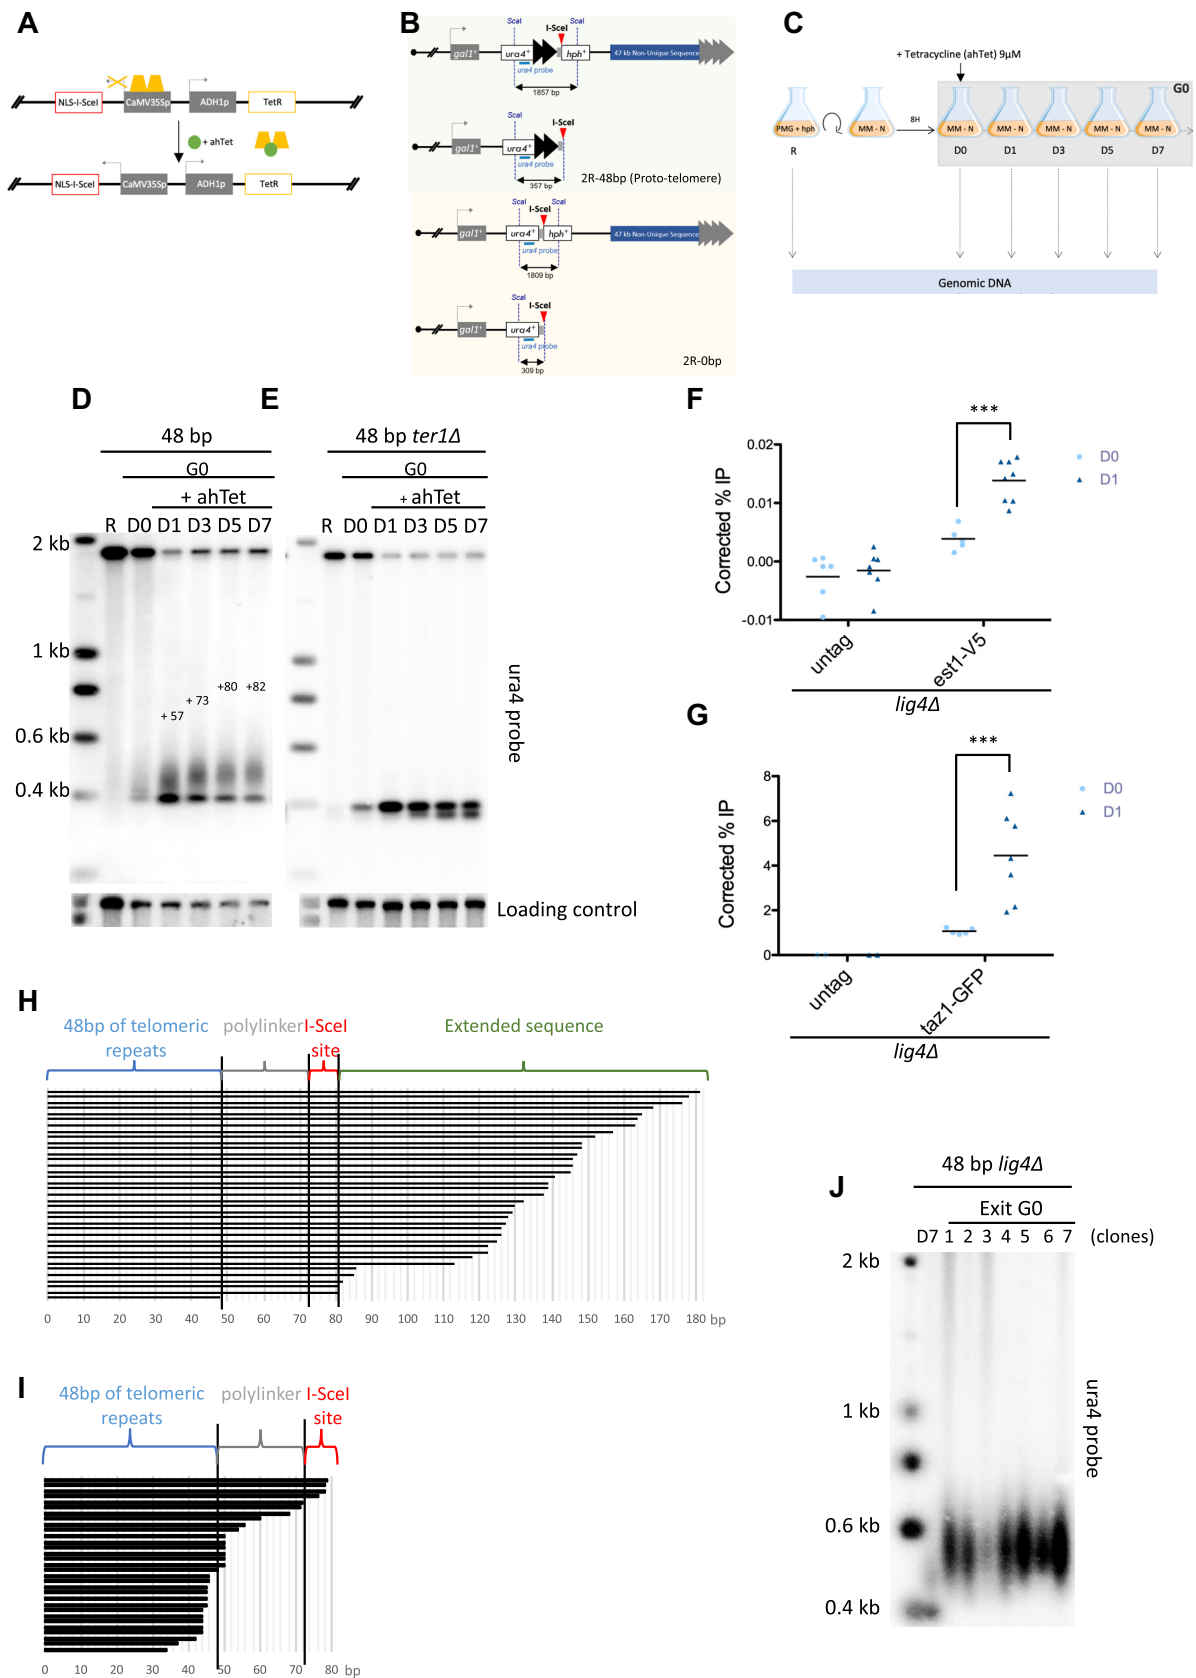 A
NLS-I-SceI
CaMV35Sp
ADH1p
TetR
+ ahTet
NLS-I-SceI
CaMV35Sp
ADH1p
TetR
B
ScaI
I-SceI
ScaI
gal1+
ura4+
hph+
47 kb Non-Unique Sequence
ura4 probe
1857 bp
ScaI
I-SceI
gal1+
ura4+
ura4 probe
357 bp
2R-48bp (Proto-telomere)
ScaI
I-SceI
ScaI
gal1+
ura4+
hph+
47 kb Non-Unique Sequence
ura4 probe
1809 bp
ScaI
I-SceI
gal1+
ura4+
ura4 probe
309 bp
2R-0bp
C
+ Tetracycline (ahTet) 9µM
G0
PMG + hph
MM - N
8H
MM - N
MM - N
MM - N
MM - N
MM - N
R
D0
D1
D3
D5
D7
Genomic DNA
D
48 bp
G0
+ ahTet
R D0 D1 D3 D5 D7
2 kb
1 kb
0.6 kb
0.4 kb
+ 57
+ 73
+80
+82
E
48 bp ter1Δ
G0
+ ahTet
R D0 D1 D3 D5 D7
ura4 probe
Loading control
F
***
Corrected % IP
0.02
0.01
0.00
-0.01
D0
D1
untag
est1-V5
lig4Δ
G
***
Corrected % IP
8
6
4
2
0
D0
D1
untag
taz1-GFP
lig4Δ
H
48bp of telomeric
repeats
polylinker
I-SceI
site
Extended sequence
0 10 20 30 40 50 60 70 80 90 100 110 120 130 140 150 160 170 180 bp
I
48bp of telomeric
repeats
polylinker
I-SceI
site
0 10 20 30 40 50 60 70 80 bp
J
48 bp lig4Δ
Exit G0
D7 1 2 3 4 5 6 7 (clones)
2 kb
1 kb
0.6 kb
0.4 kb
ura4 probe